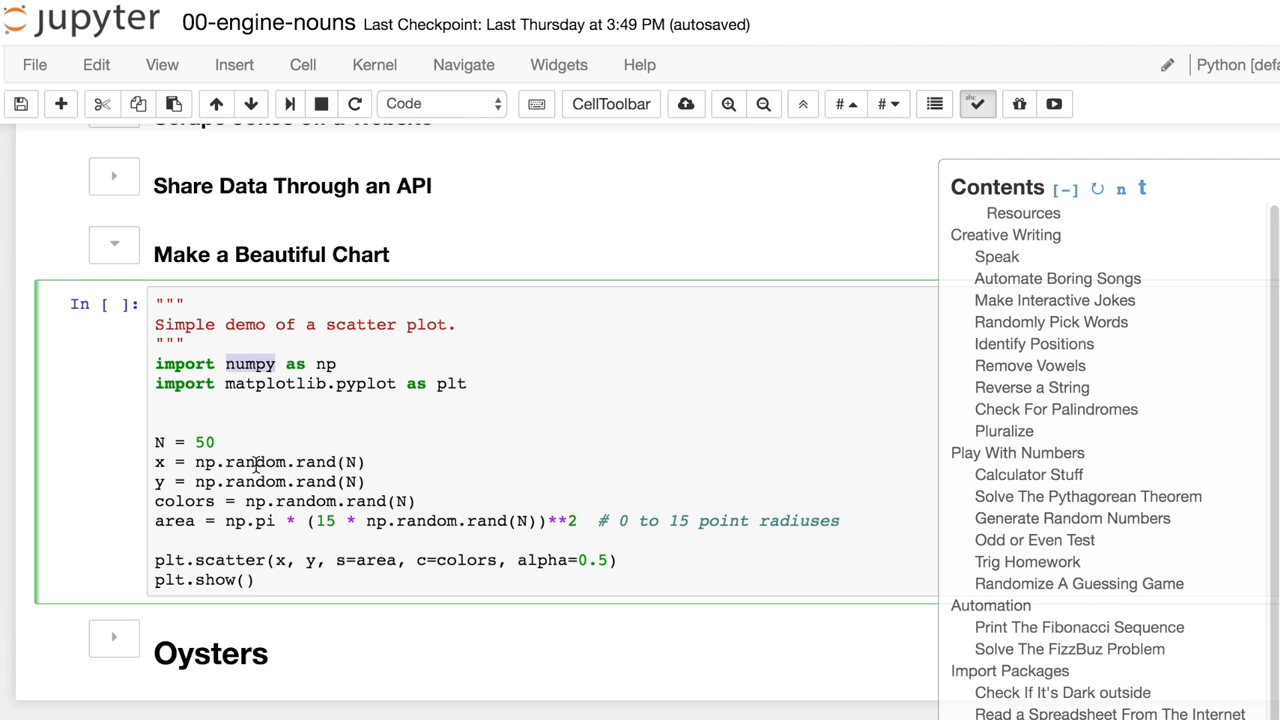 jupyter 00-engine-nouns Last Checkpoint: Last Thursday at 3:49 PM (autosaved)
File Edit View Insert Cell Kernel Navigate Widgets Help Python [defa
Code CellToolbar # # abc
Share Data Through an API
Make a Beautiful Chart
In [ ]: """
Simple demo of a scatter plot.
"""
import numpy as np
import matplotlib.pyplot as plt
N = 50
x = np.random.rand(N)
y = np.random.rand(N)
colors = np.random.rand(N)
area = np.pi * (15 * np.random.rand(N))**2  # 0 to 15 point radiuses
plt.scatter(x, y, s=area, c=colors, alpha=0.5)
plt.show()
Oysters
Contents [-] n t
Resources
Creative Writing
Speak
Automate Boring Songs
Make Interactive Jokes
Randomly Pick Words
Identify Positions
Remove Vowels
Reverse a String
Check For Palindromes
Pluralize
Play With Numbers
Calculator Stuff
Solve The Pythagorean Theorem
Generate Random Numbers
Odd or Even Test
Trig Homework
Randomize A Guessing Game
Automation
Print The Fibonacci Sequence
Solve The FizzBuz Problem
Import Packages
Check If It's Dark outside
Read a Spreadsheet From The Internet